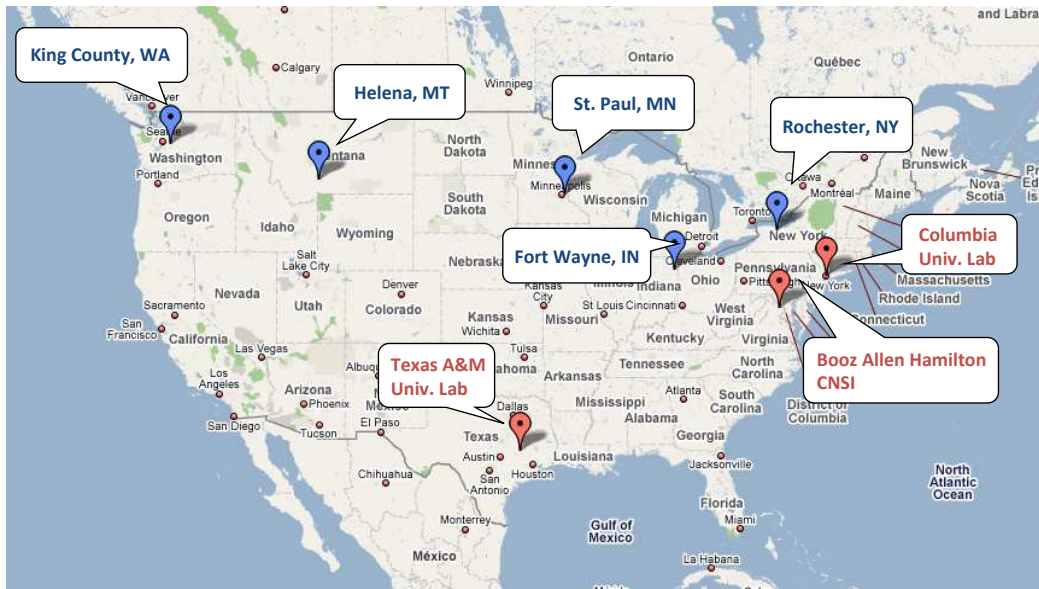 and Labra
King County, WA
Calgary
Ontario
Québec
Helena, MT
Winnipeg
St. Paul, MN
Rochester, NY
Seattle
Washington
North
Dakota
New
Brunswick
Nova
Scotia
Portland
Minneapolis
Wisconsin
Ottawa
Montréal
Maine
Oregon
Idaho
South
Dakota
Michigan
Toronto
New York
Wyoming
Fort Wayne, IN
Detroit
Cleveland
Columbia
Univ. Lab
Salt
Lake City
Ohio
Pennsylvania
Massachusetts
Nevada
Utah
Denver
Colorado
Kansas
City
Rhode Island
Connecticut
Sacramento
San
Francisco
California
Kansas
Wichita
Missouri
St Louis
Cincinnati
West
Virginia
Virginia
Kentucky
Las Vegas
Tulsa
Tennessee
North
Carolina
Booz Allen Hamilton
CNSI
Texas A&M
Univ. Lab
Los
Angeles
Arizona
Phoenix
Arkansas
Atlanta
South
Carolina
District of
Columbia
San Diego
Tucson
El Paso
Dallas
Mississippi
Alabama
Georgia
Texas
Austin
Houston
San
Antonio
Louisiana
Jacksonville
Chihuahua
North
Atlantic
Ocean
Florida
Monterrey
Gulf of
Mexico
Miami
México
La Habana